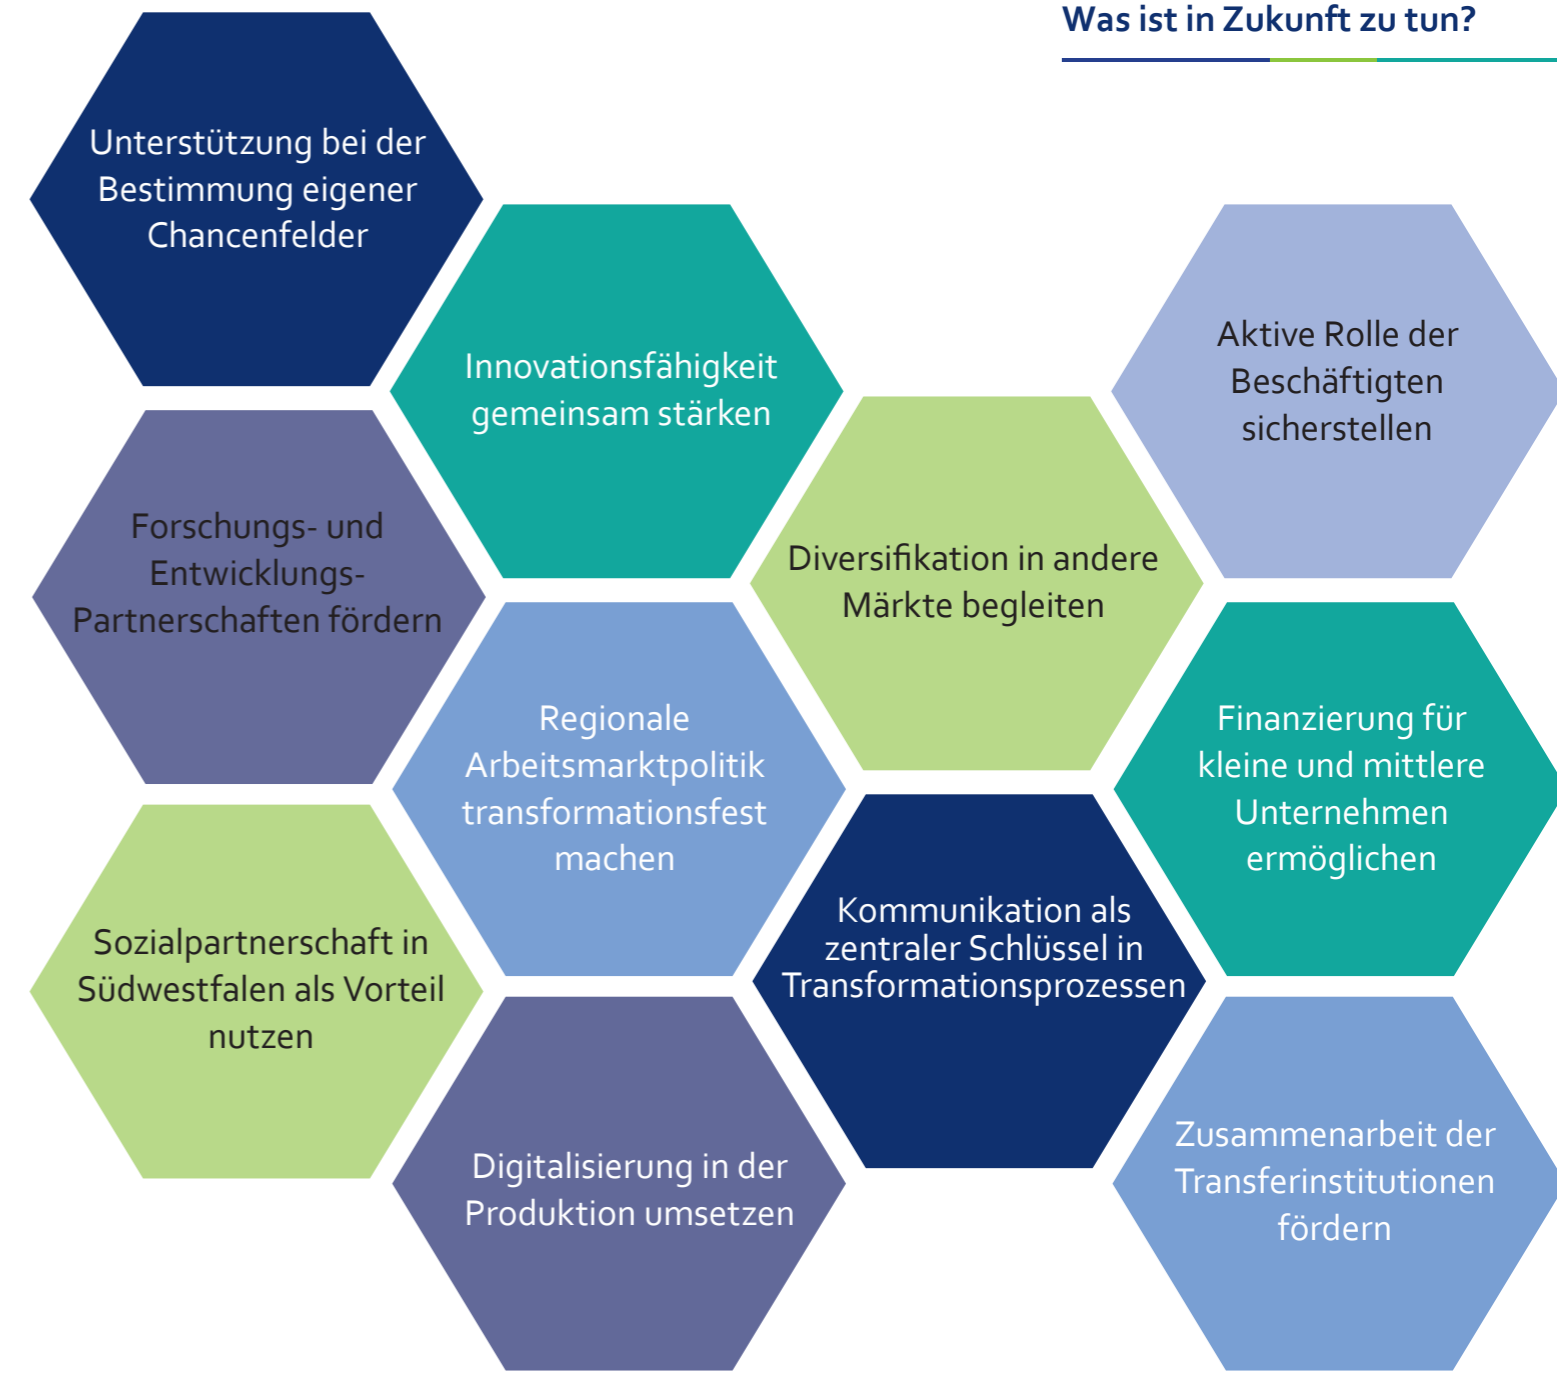 Was ist in Zukunft zu tun?
Unterstützung bei der
Bestimmung eigener
Chancenfelder
Innovationsfähigkeit
gemeinsam stärken
Aktive Rolle der
Beschäftigten
sicherstellen
Forschungs- und
Entwicklungs-
Partnerschaften fördern
Diversifikation in andere
Märkte begleiten
Regionale
Arbeitsmarktpolitik
transformationsfest
machen
Finanzierung für
kleine und mittlere
Unternehmen
ermöglichen
Sozialpartnerschaft in
Südwestfalen als Vorteil
nutzen
Kommunikation als
zentraler Schlüssel in
Transformationsprozessen
Digitalisierung in der
Produktion umsetzen
Zusammenarbeit der
Transferinstitutionen
fördern